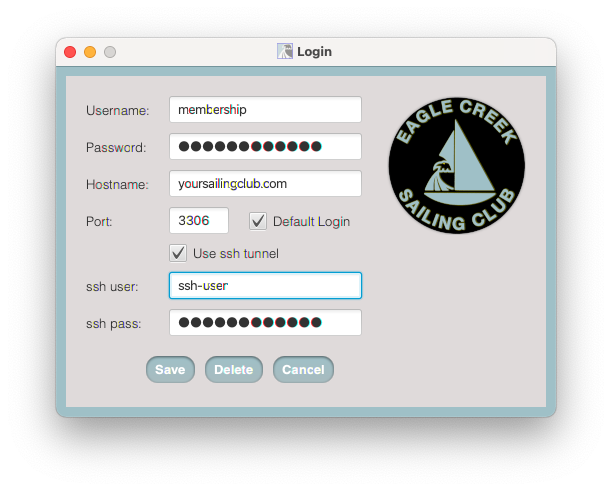 Login
Username: membership
Password: ●●●●●●●●●●●●
Hostname: yoursailingclub.com
Port: 3306 Default Login
Use ssh tunnel
ssh user: ssh-user
ssh pass: ●●●●●●●●●●●●
Save Delete Cancel
EAGLE CREEK
SAILING CLUB